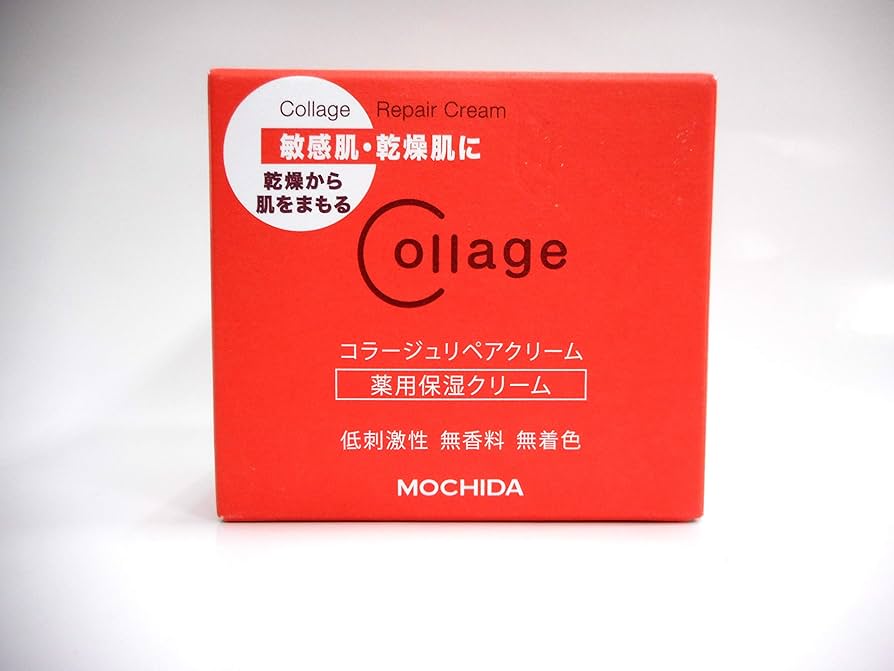 Collage Repair Cream
敏感肌・乾燥肌に
乾燥から
肌をまもる
Collage
コラージュリペアクリーム
薬用保湿クリーム
低刺激性 無香料 無着色
MOCHIDA